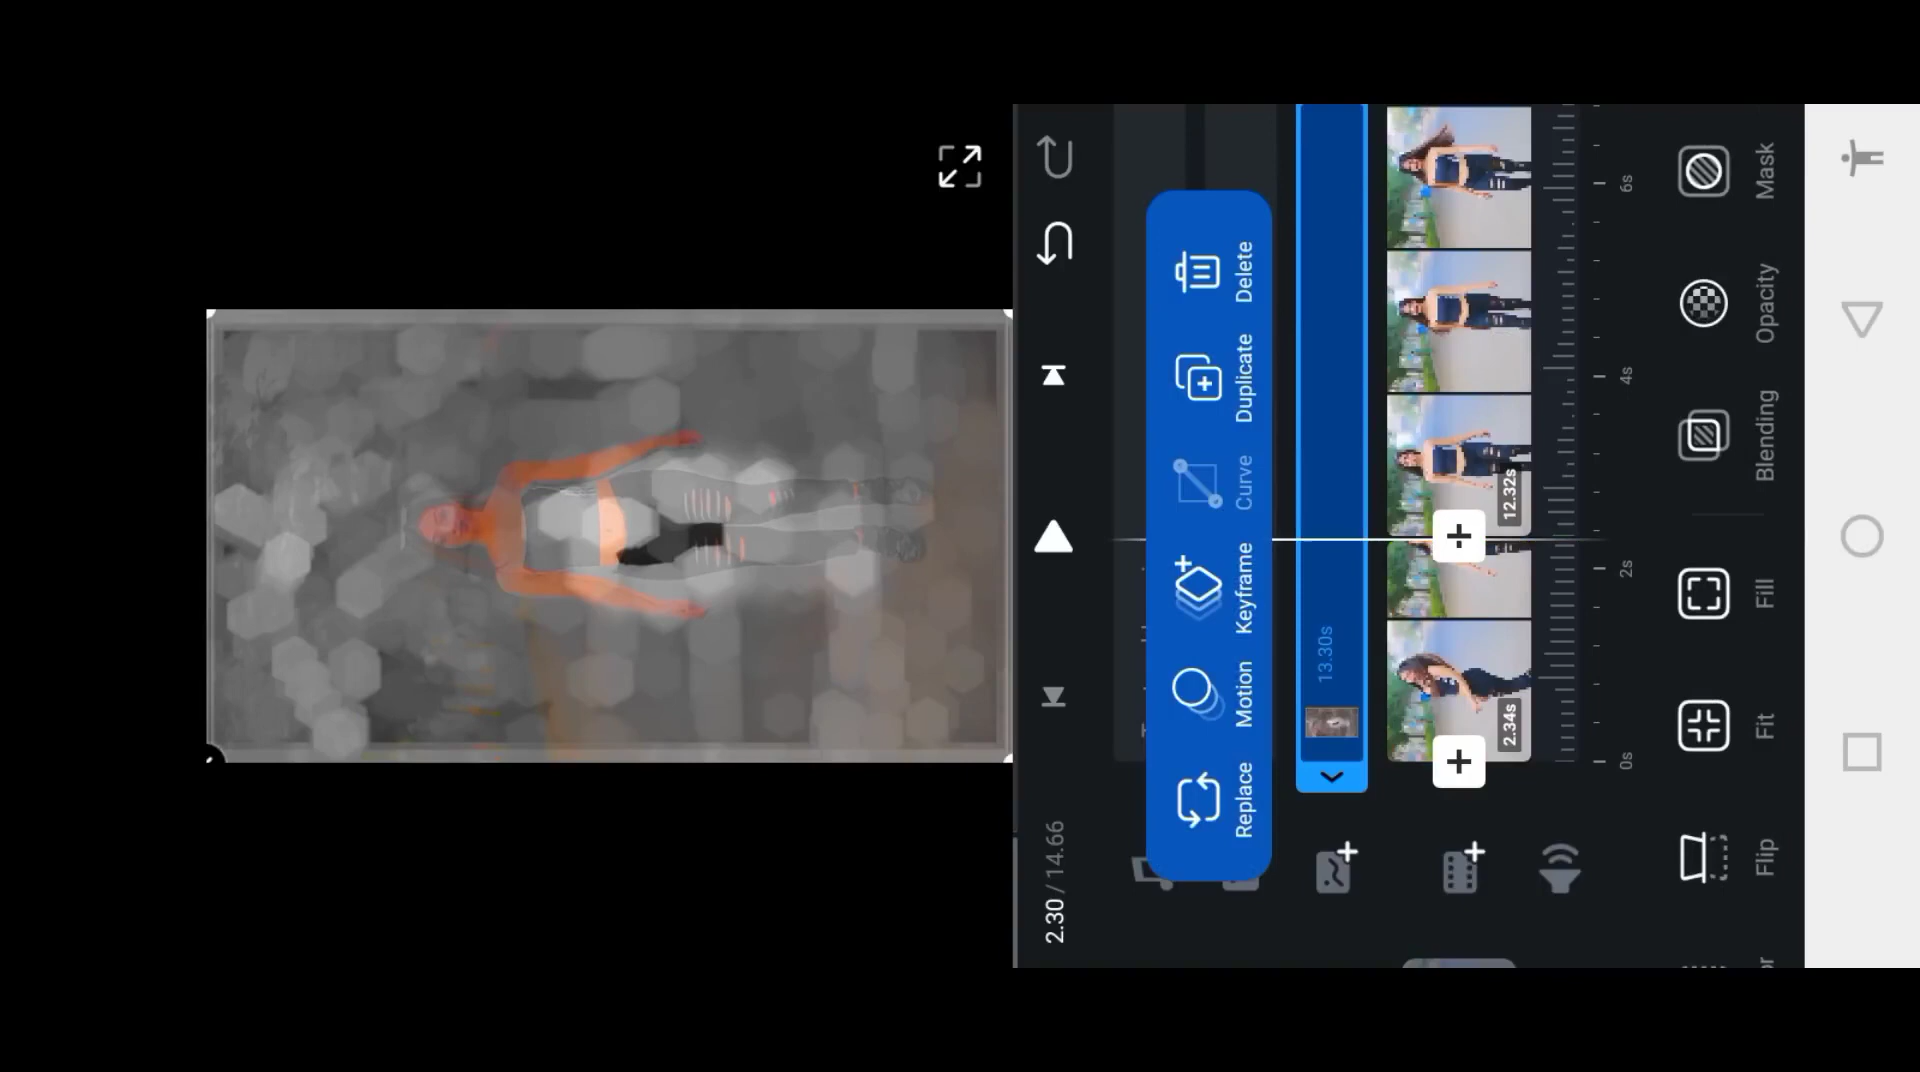 2.30 / 14.66
Replace
Motion
Keyframe
Curve
Duplicate
Delete
13.30s
2.34s
12.32s
0s
2s
4s
6s
Flip
Fit
Fill
Blending
Opacity
Mask